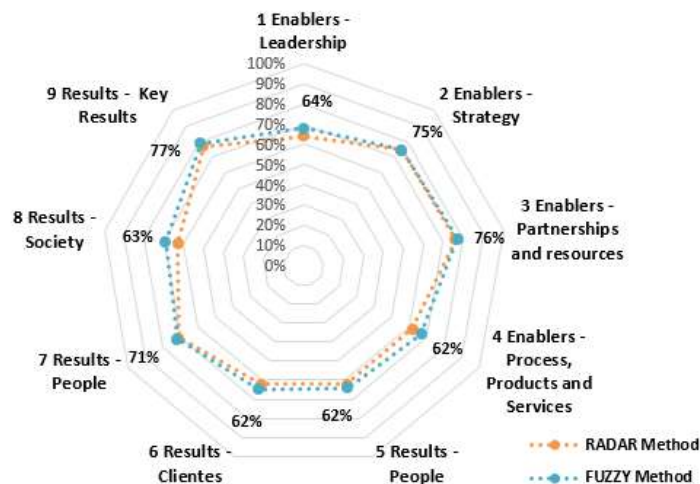 1 Enablers -
Leadership
100%
90%
80%
70%
60%
50%
40%
30%
20%
10%
0%
64%
2 Enablers -
Strategy
75%
3 Enablers -
Partnerships
and resources
76%
4 Enablers -
Process,
Products and
Services
62%
5 Results -
People
62%
6 Results -
Clientes
62%
7 Results -
People
71%
8 Results -
Society
63%
9 Results - Key
Results
77%
RADAR Method
FUZZY Method